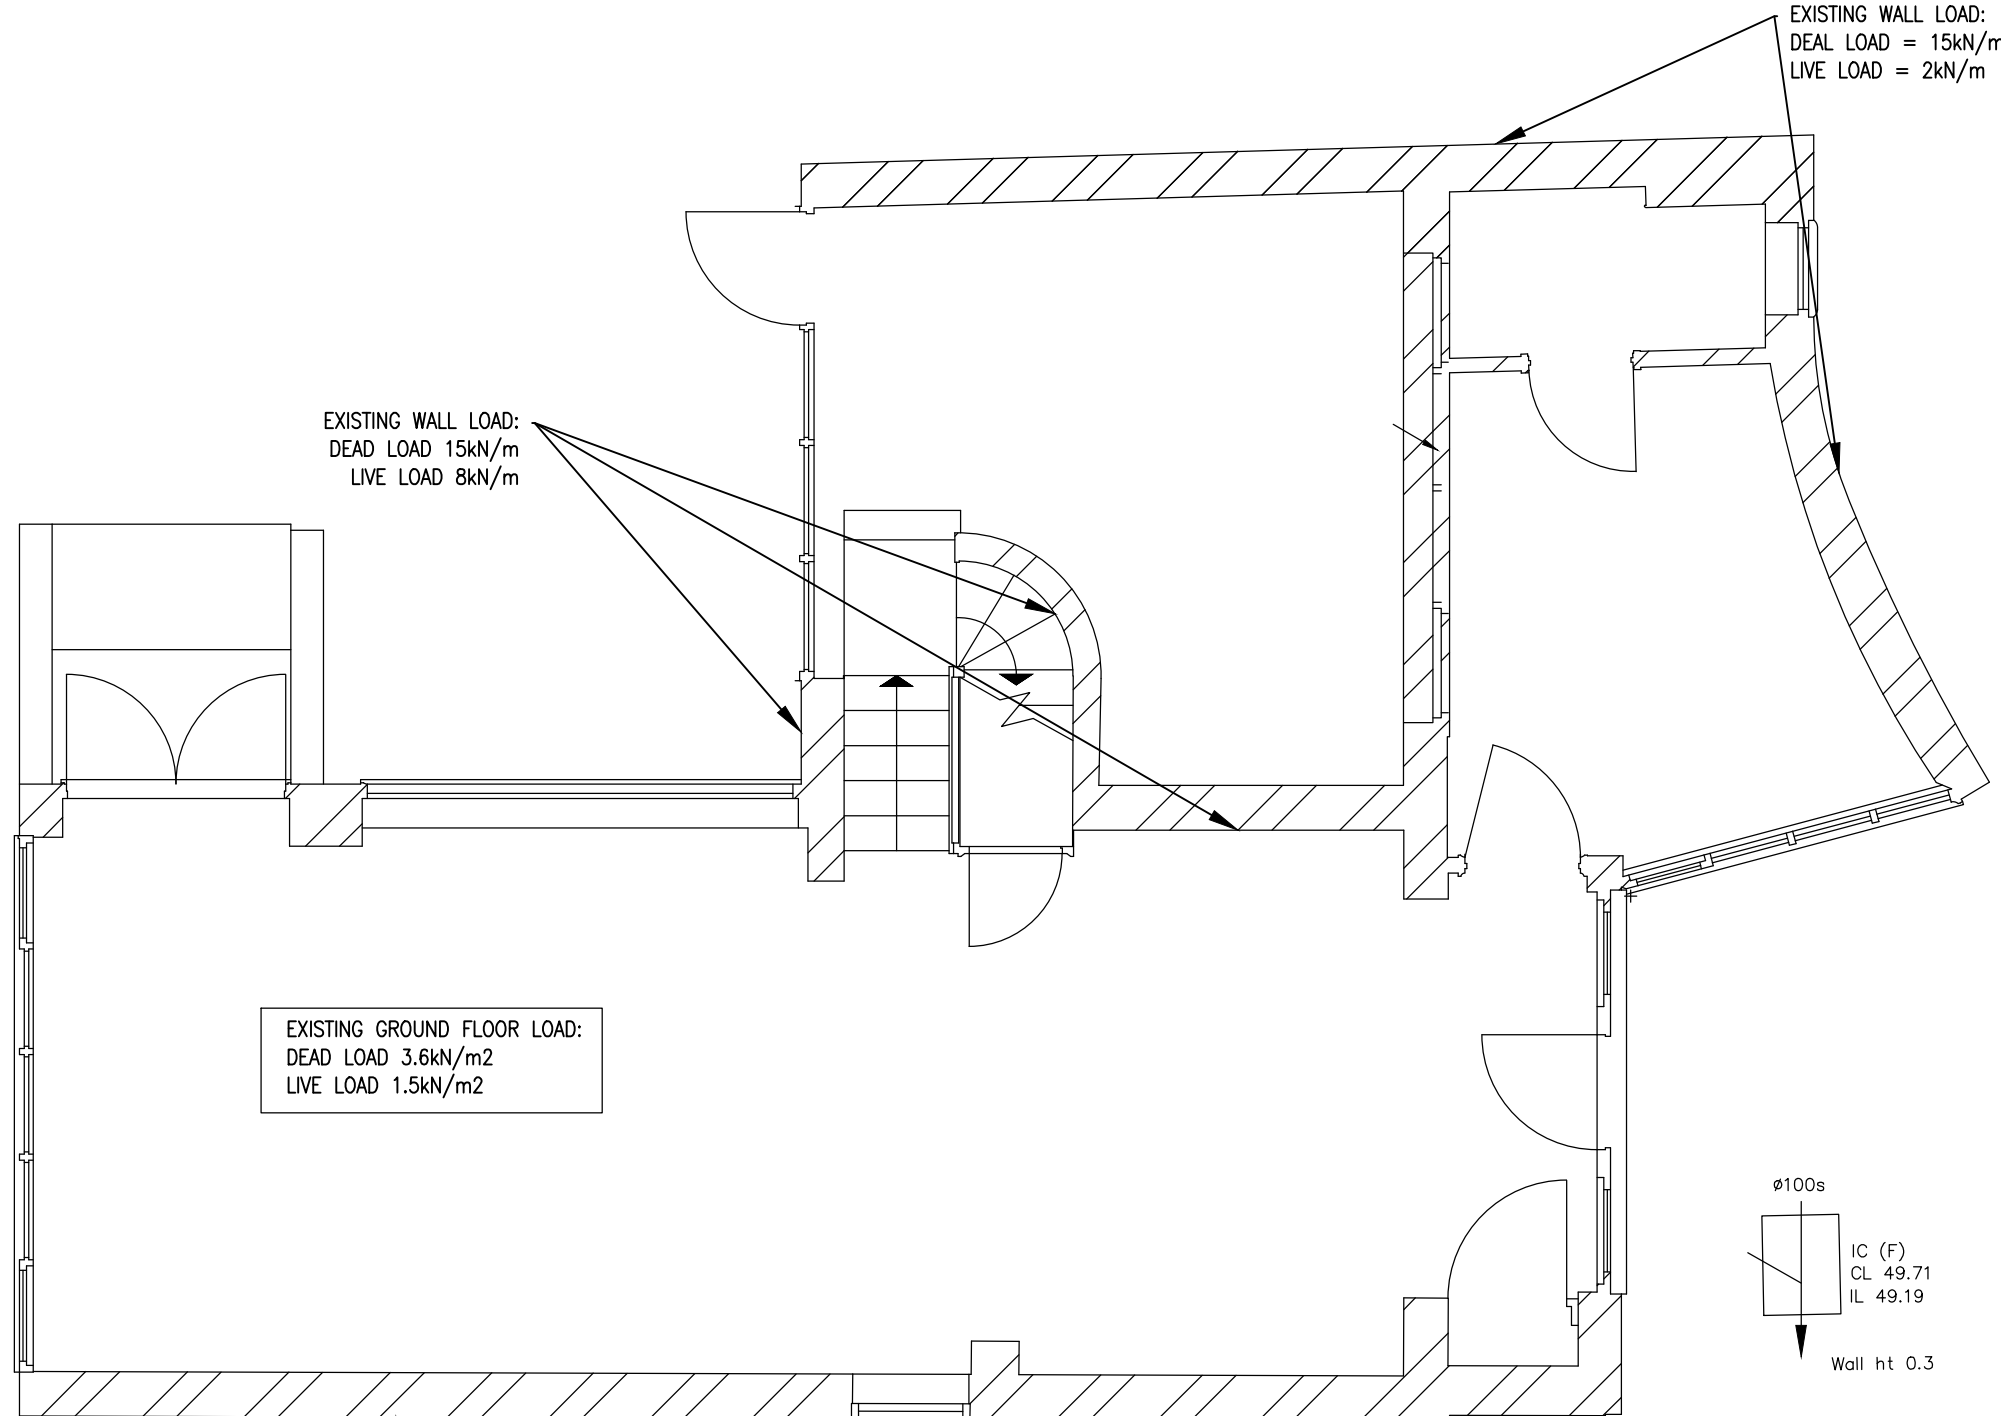 EXISTING WALL LOAD:
DEAL LOAD = 15kN/m
LIVE LOAD = 2kN/m
EXISTING WALL LOAD:
DEAD LOAD 15kN/m
LIVE LOAD 8kN/m
EXISTING GROUND FLOOR LOAD:
DEAD LOAD 3.6kN/m2
LIVE LOAD 1.5kN/m2
ø100s
IC (F)
CL 49.71
IL 49.19
Wall ht 0.3